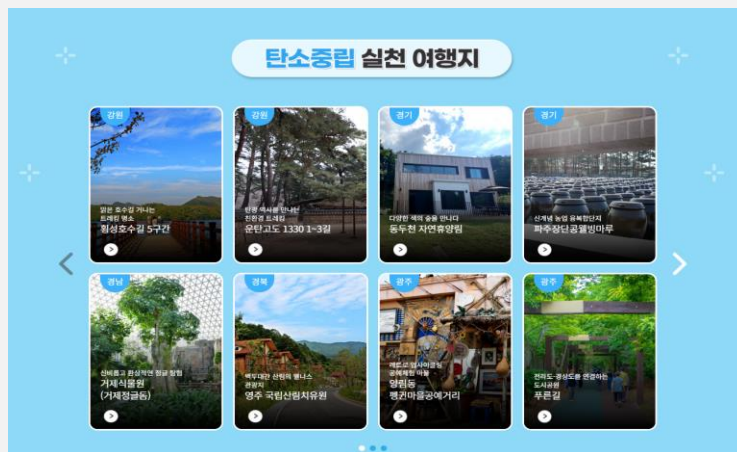 탄소중립 실천 여행지
강원
맑은 호수길 거니는
트레킹 명소
횡성호수길 5구간
강원
탄광 역사를 만나는
친환경 트레킹
운탄고도 1330 1~3길
경기
다양한 색의 숲을 만나다
동두천 자연휴양림
경기
신개념 농업 융복합단지
파주장단콩웰빙마루
경남
신비롭고 환상적인 정글 탐험
거제식물원
(거제정글돔)
경북
백두대간 산림의 웰니스
관광지
영주 국립산림치유원
광주
레트로 업사이클링
공예체험 마을
양림동
펭귄마을공예거리
광주
전라도-경상도를 연결하는
도시공원
푸른길